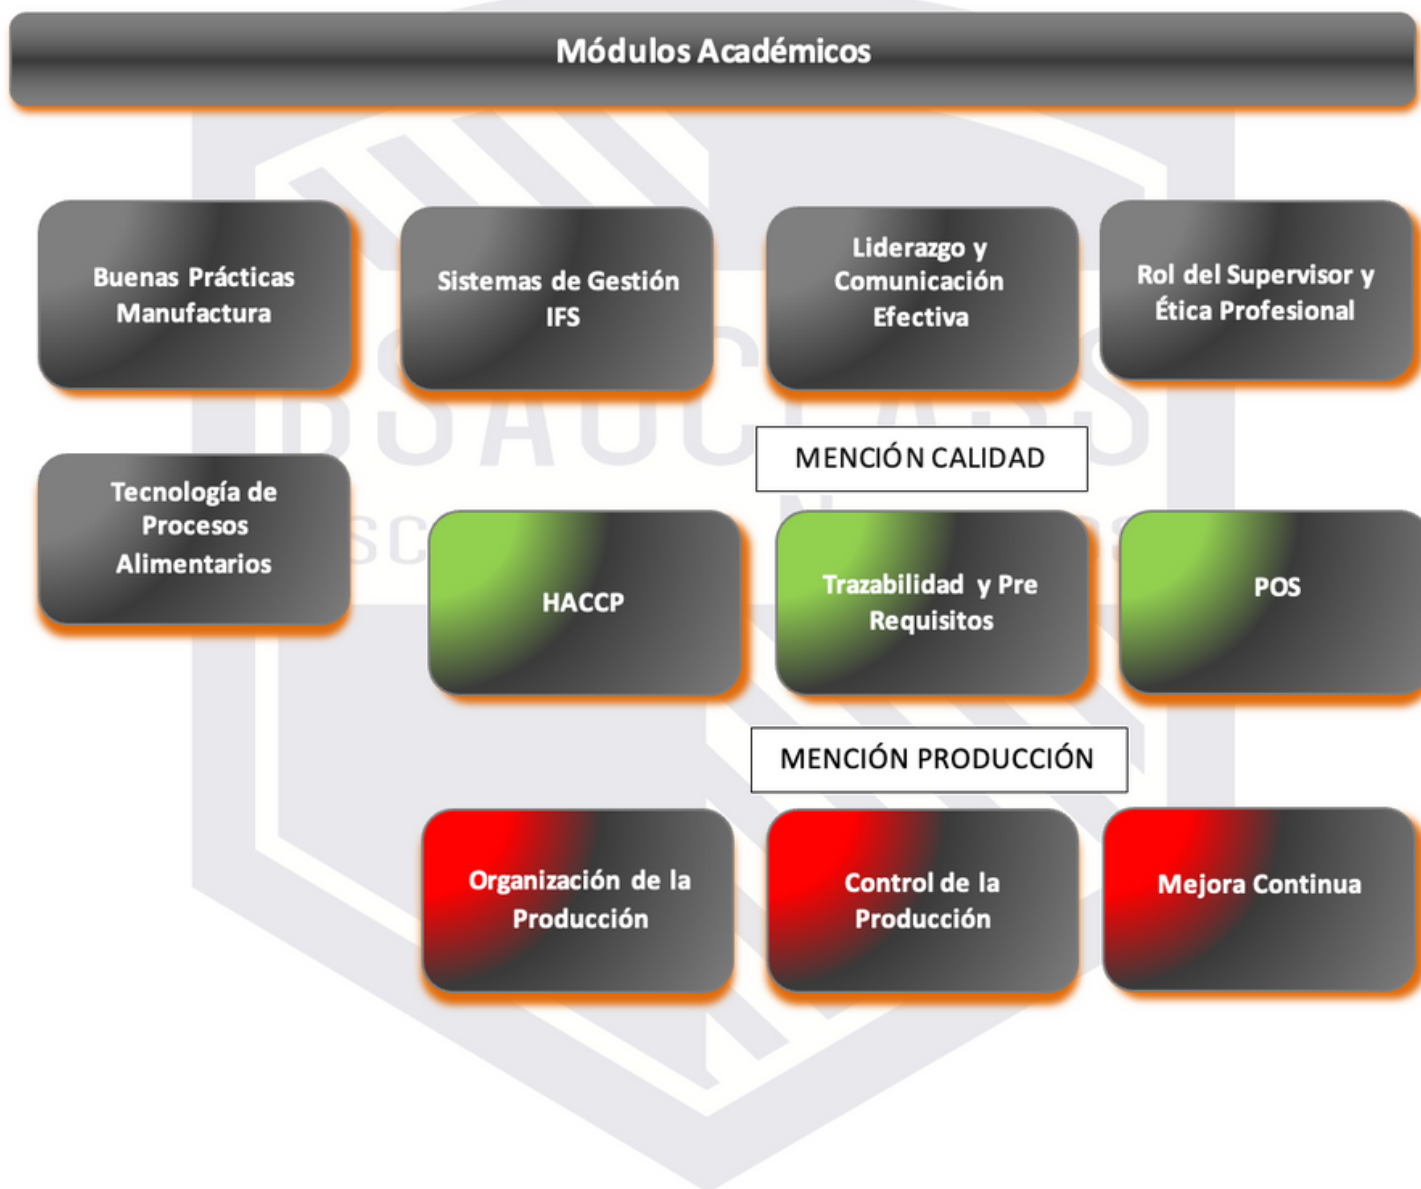 Módulos Académicos
Buenas Prácticas
Manufactura
Sistemas de Gestión
IFS
Liderazgo y
Comunicación
Efectiva
Rol del Supervisor y
Ética Profesional
Tecnología de
Procesos
Alimentarios
MENCIÓN CALIDAD
HACCP
Trazabilidad y Pre
Requisitos
POS
MENCIÓN PRODUCCIÓN
Organización de la
Producción
Control de la
Producción
Mejora Continua